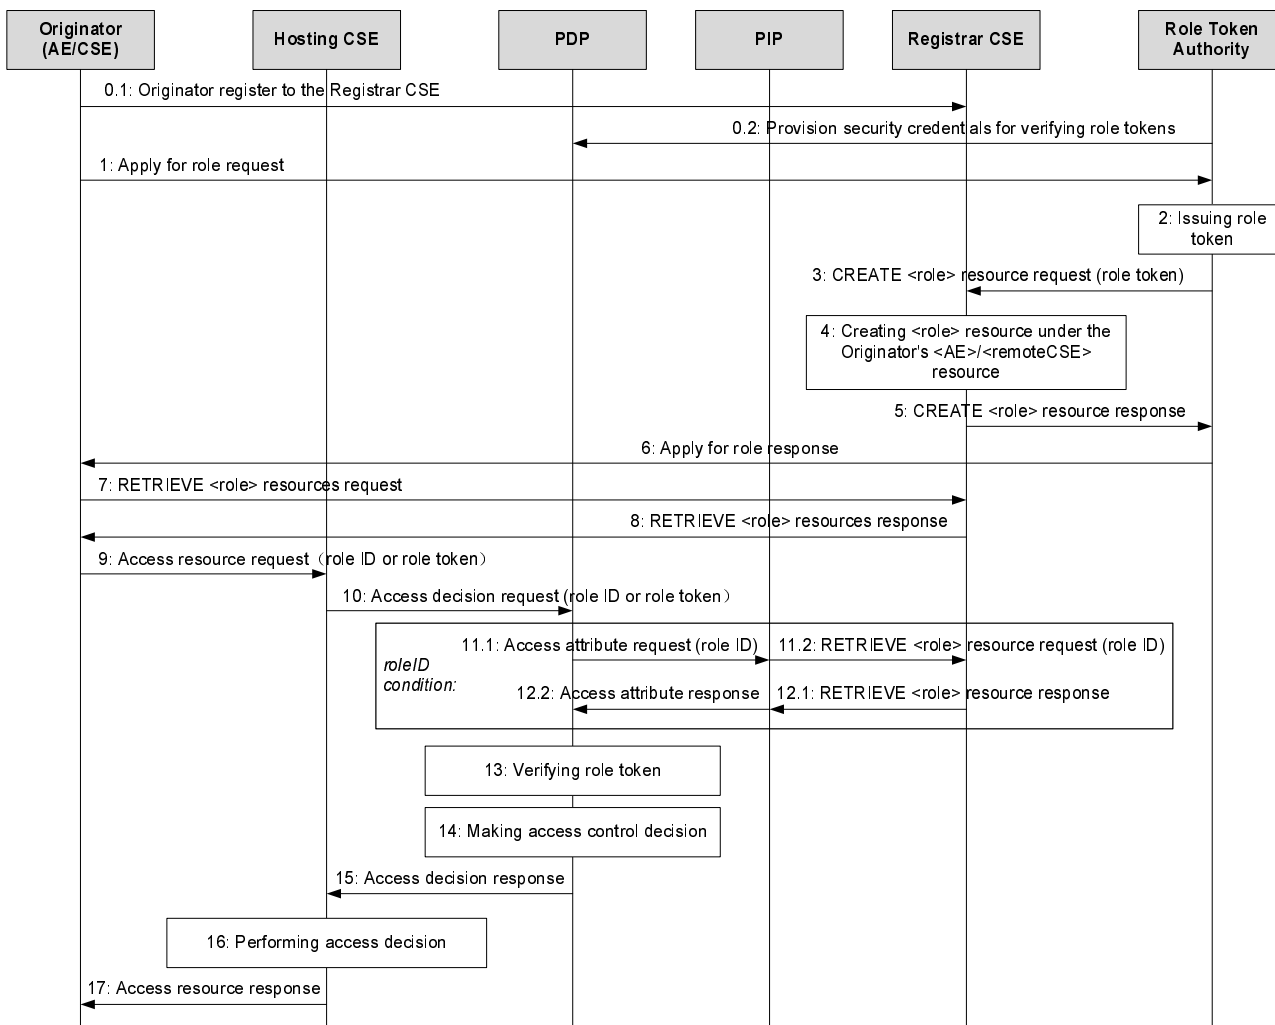 Originator
(AE/CSE)
Hosting CSE
PDP
PIP
Registrar CSE
Role Token
Authority
0.1: Originator register to the Registrar CSE
0.2: Provision security credentials for verifying role tokens
1: Apply for role request
2: Issuing role
token
3: CREATE <role> resource request (role token)
4: Creating <role> resource under the
Originator's <AE>/<remoteCSE>
resource
5: CREATE <role> resource response
6: Apply for role response
7: RETRIEVE <role> resources request
8: RETRIEVE <role> resources response
9: Access resource request（role ID or role token）
10: Access decision request (role ID or role token）
11.1: Access attribute request (role ID)
11.2: RETRIEVE <role> resource request (role ID)
roleID
condition:
12.2: Access attribute response
12.1: RETRIEVE <role> resource response
13: Verifying role token
14: Making access control decision
15: Access decision response
16: Performing access decision
17: Access resource response